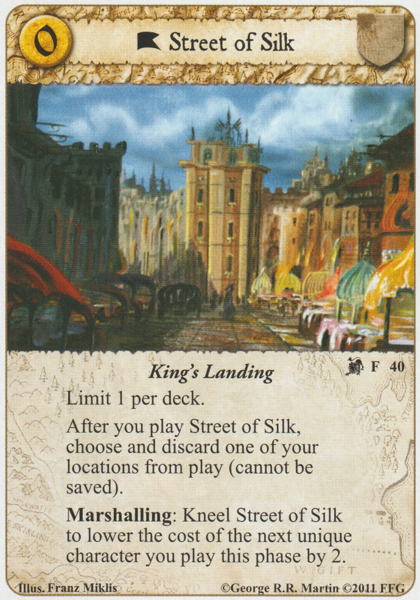 0
Street of Silk
King's Landing
F 40
Limit 1 per deck.
After you play Street of Silk,
choose and discard one of your
locations from play (cannot be
saved).
Marshalling: Kneel Street of Silk
to lower the cost of the next unique
character you play this phase by 2.
Illus. Franz Miklis ©George R.R. Martin ©2011 FFG